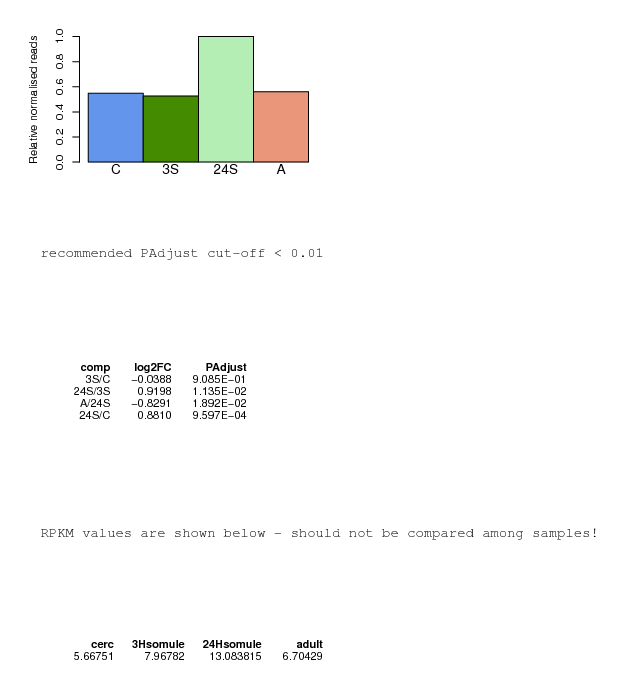 Relative normalised reads
1.0
0.8
0.6
0.4
0.2
0.0
C 3S 24S A
recommended PAdjust cut-off < 0.01
comp log2FC PAdjust
3S/C −0.0388 9.085E−01
24S/3S 0.9198 1.135E−02
A/24S −0.8291 1.892E−02
24S/C 0.8810 9.597E−04
RPKM values are shown below - should not be compared among samples!
cerc 3Hsomule 24Hsomule adult
5.66751 7.96782 13.083815 6.70429